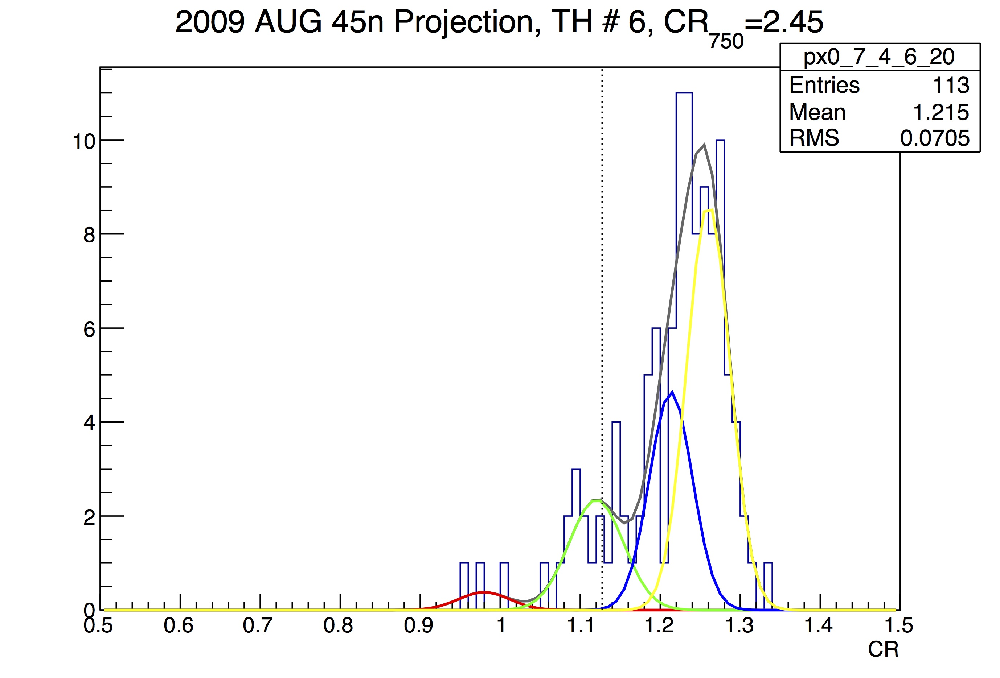 2009 AUG 45n Projection, TH # 6, CR750=2.45
px0_7_4_6_20
Entries 113
Mean 1.215
RMS 0.0705
10
8
6
4
2
0
0.5 0.6 0.7 0.8 0.9 1 1.1 1.2 1.3 1.4 1.5
CR